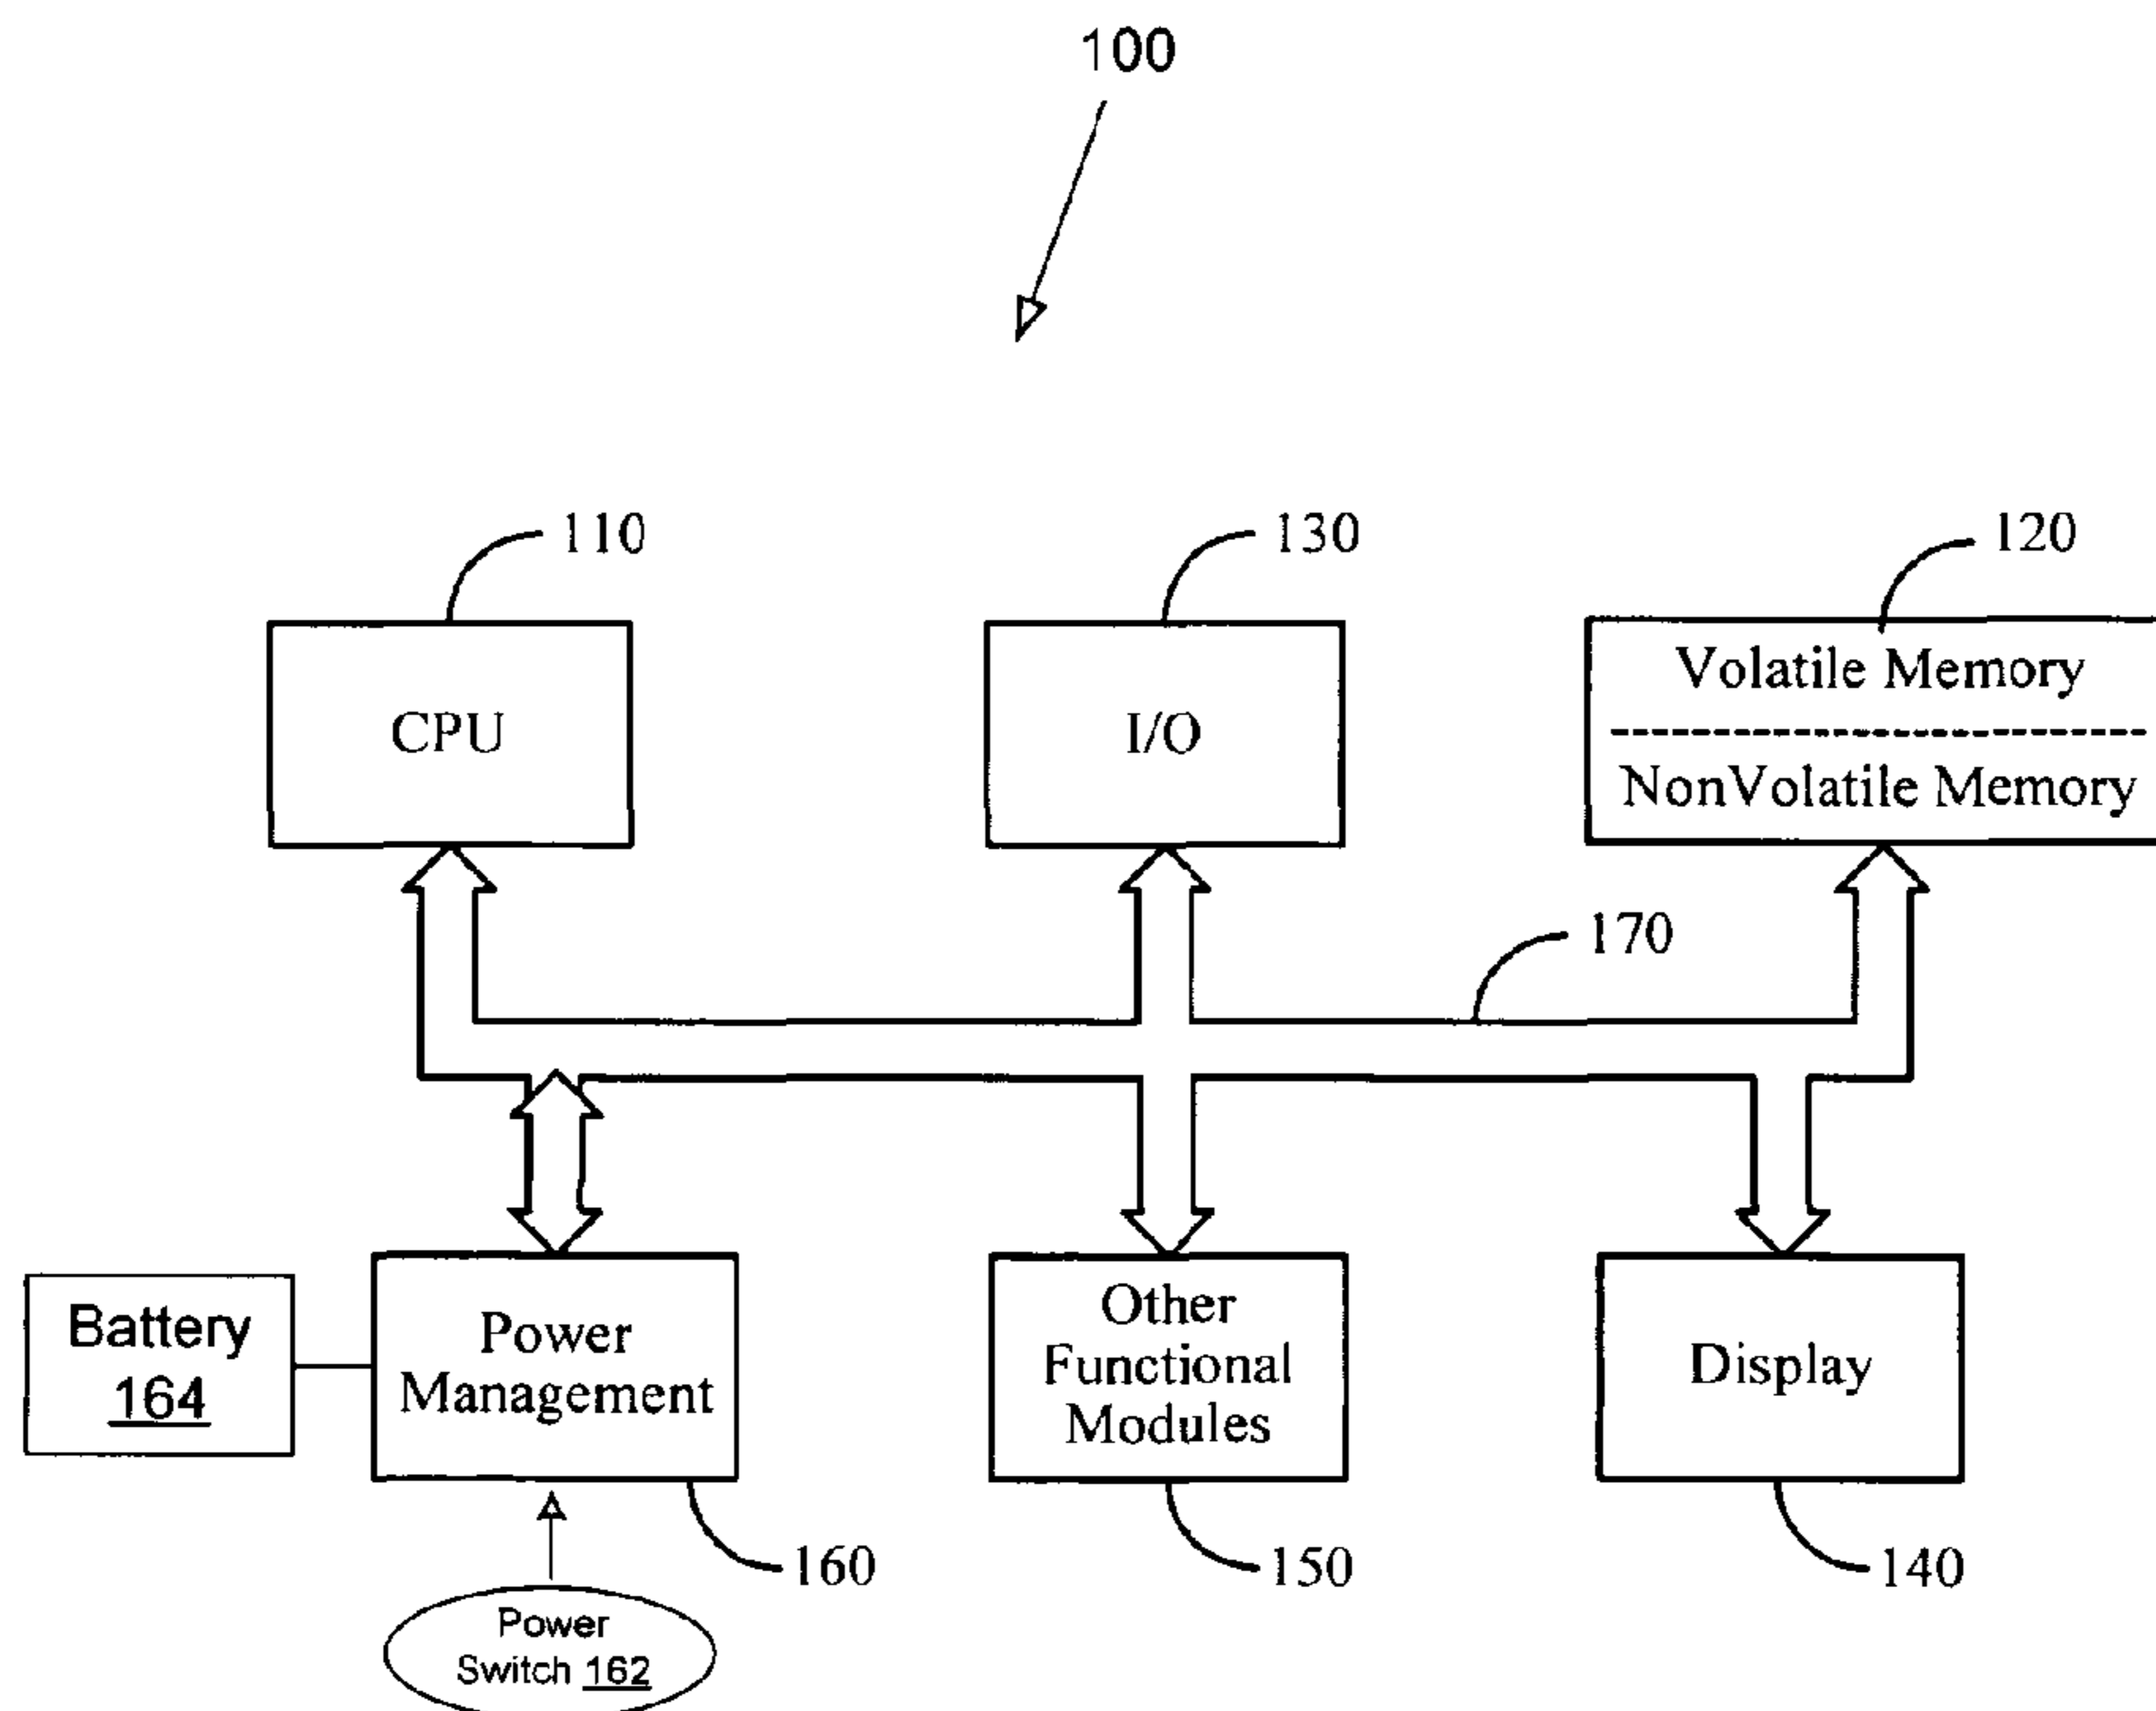 100
110
130
120
CPU
I/O
Volatile Memory
NonVolatile Memory
170
Battery
164
Power
Management
Other
Functional
Modules
Display
160
150
140
Power
Switch 162